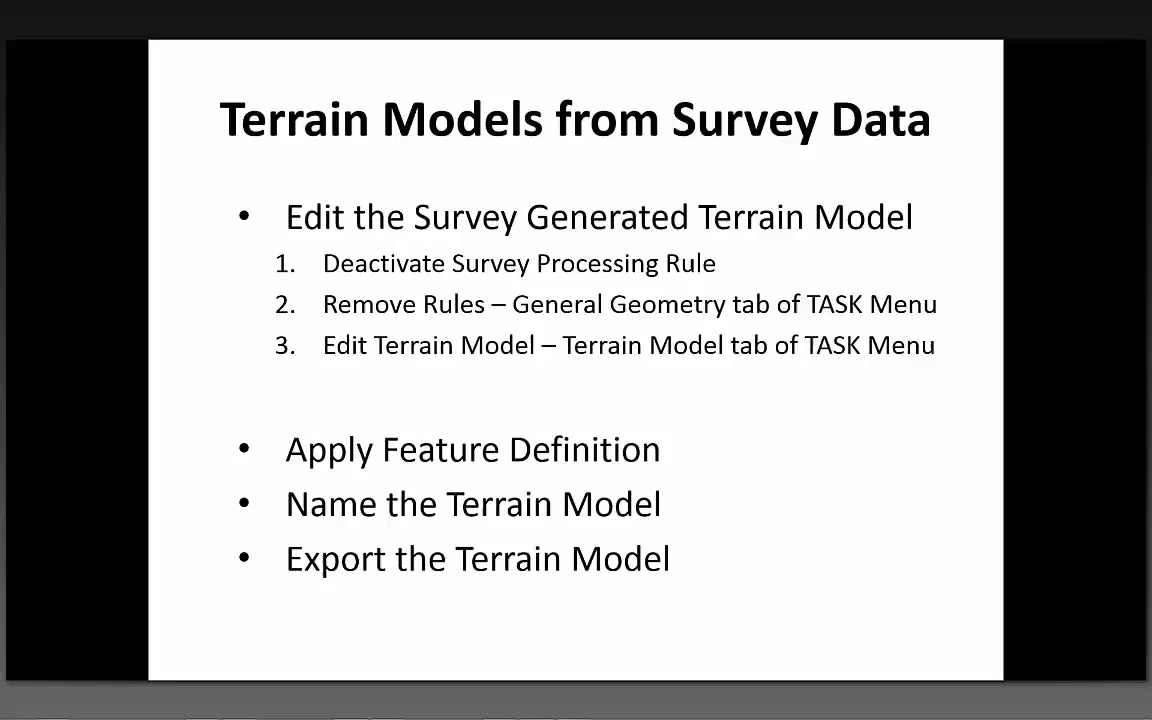 Terrain Models from Survey Data
• Edit the Survey Generated Terrain Model
1. Deactivate Survey Processing Rule
2. Remove Rules – General Geometry tab of TASK Menu
3. Edit Terrain Model – Terrain Model tab of TASK Menu
• Apply Feature Definition
• Name the Terrain Model
• Export the Terrain Model